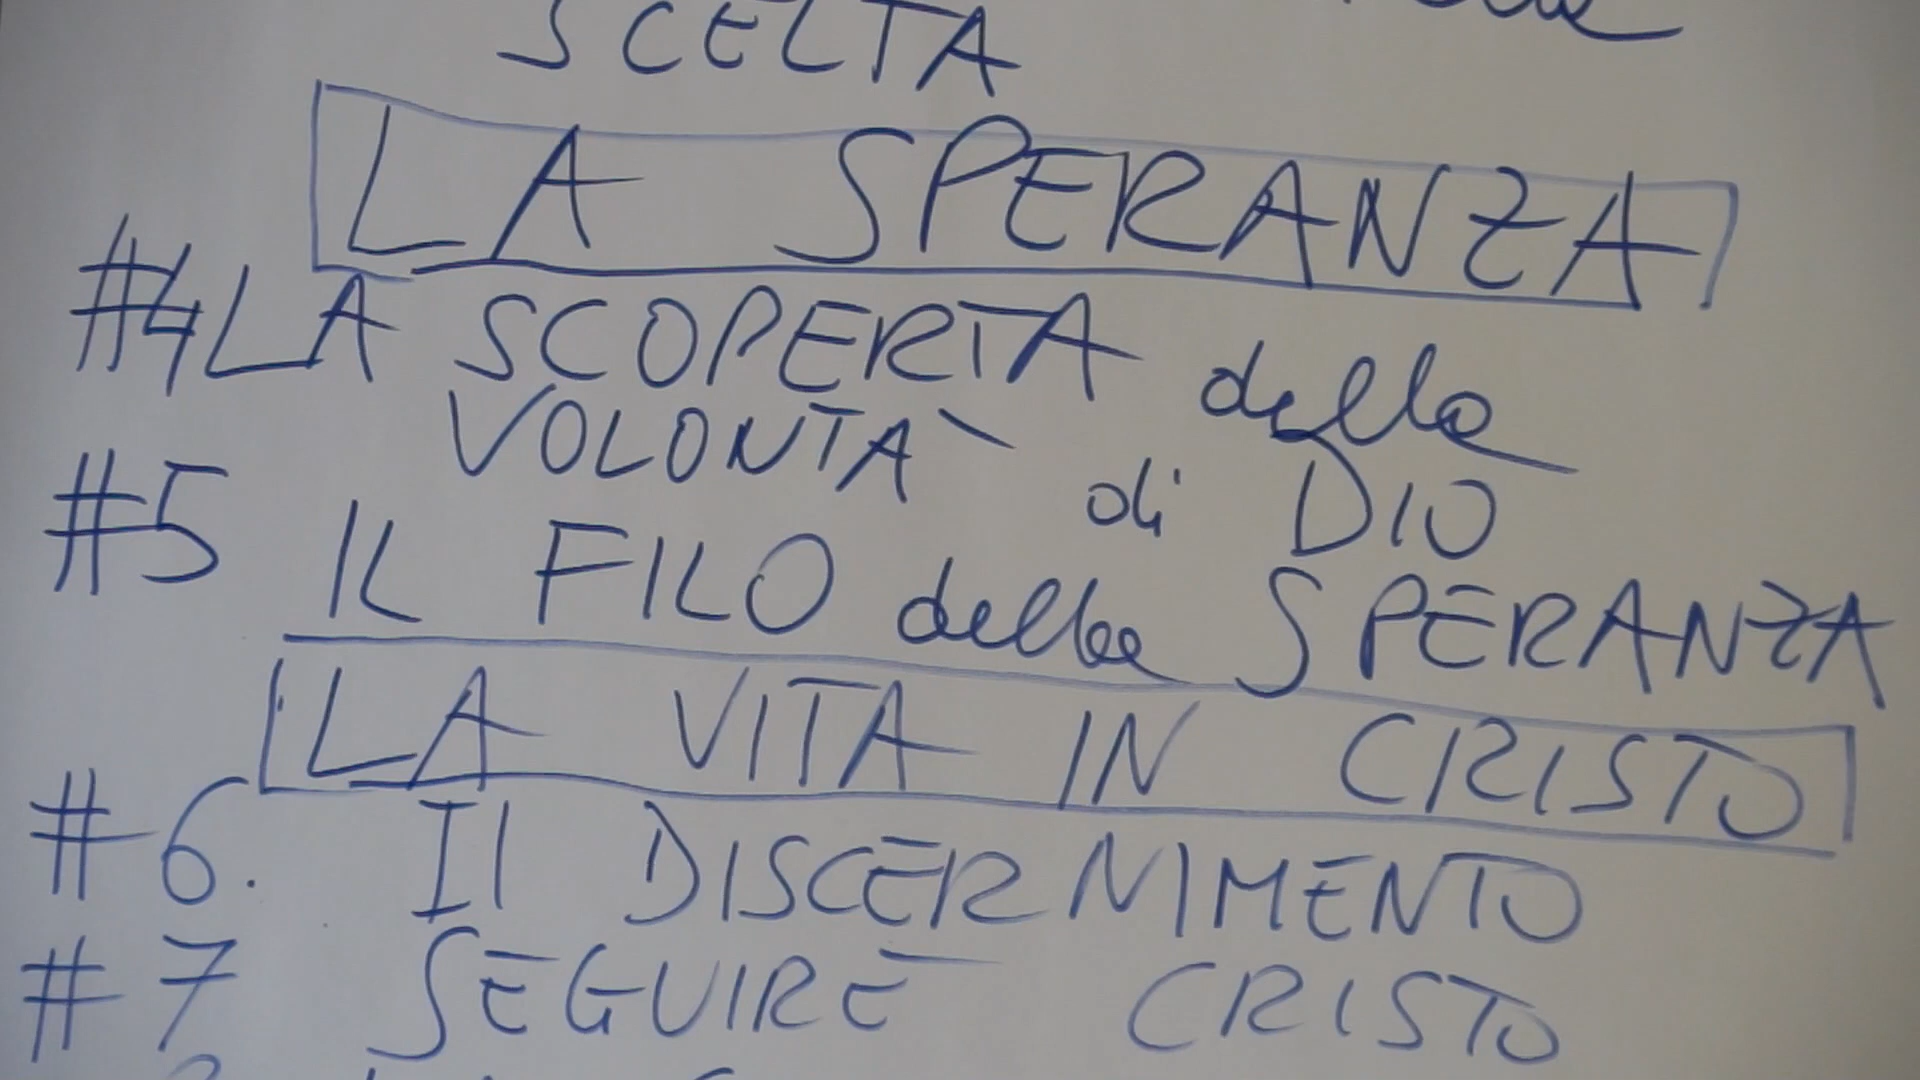 SCELTA
LA SPERANZA
#4 LA SCOPERTA della
VOLONTÀ di DIO
#5 IL FILO della SPERANZA
LA VITA IN CRISTO
#6. Il DISCERNIMENTO
#7 SEGUIRE CRISTO